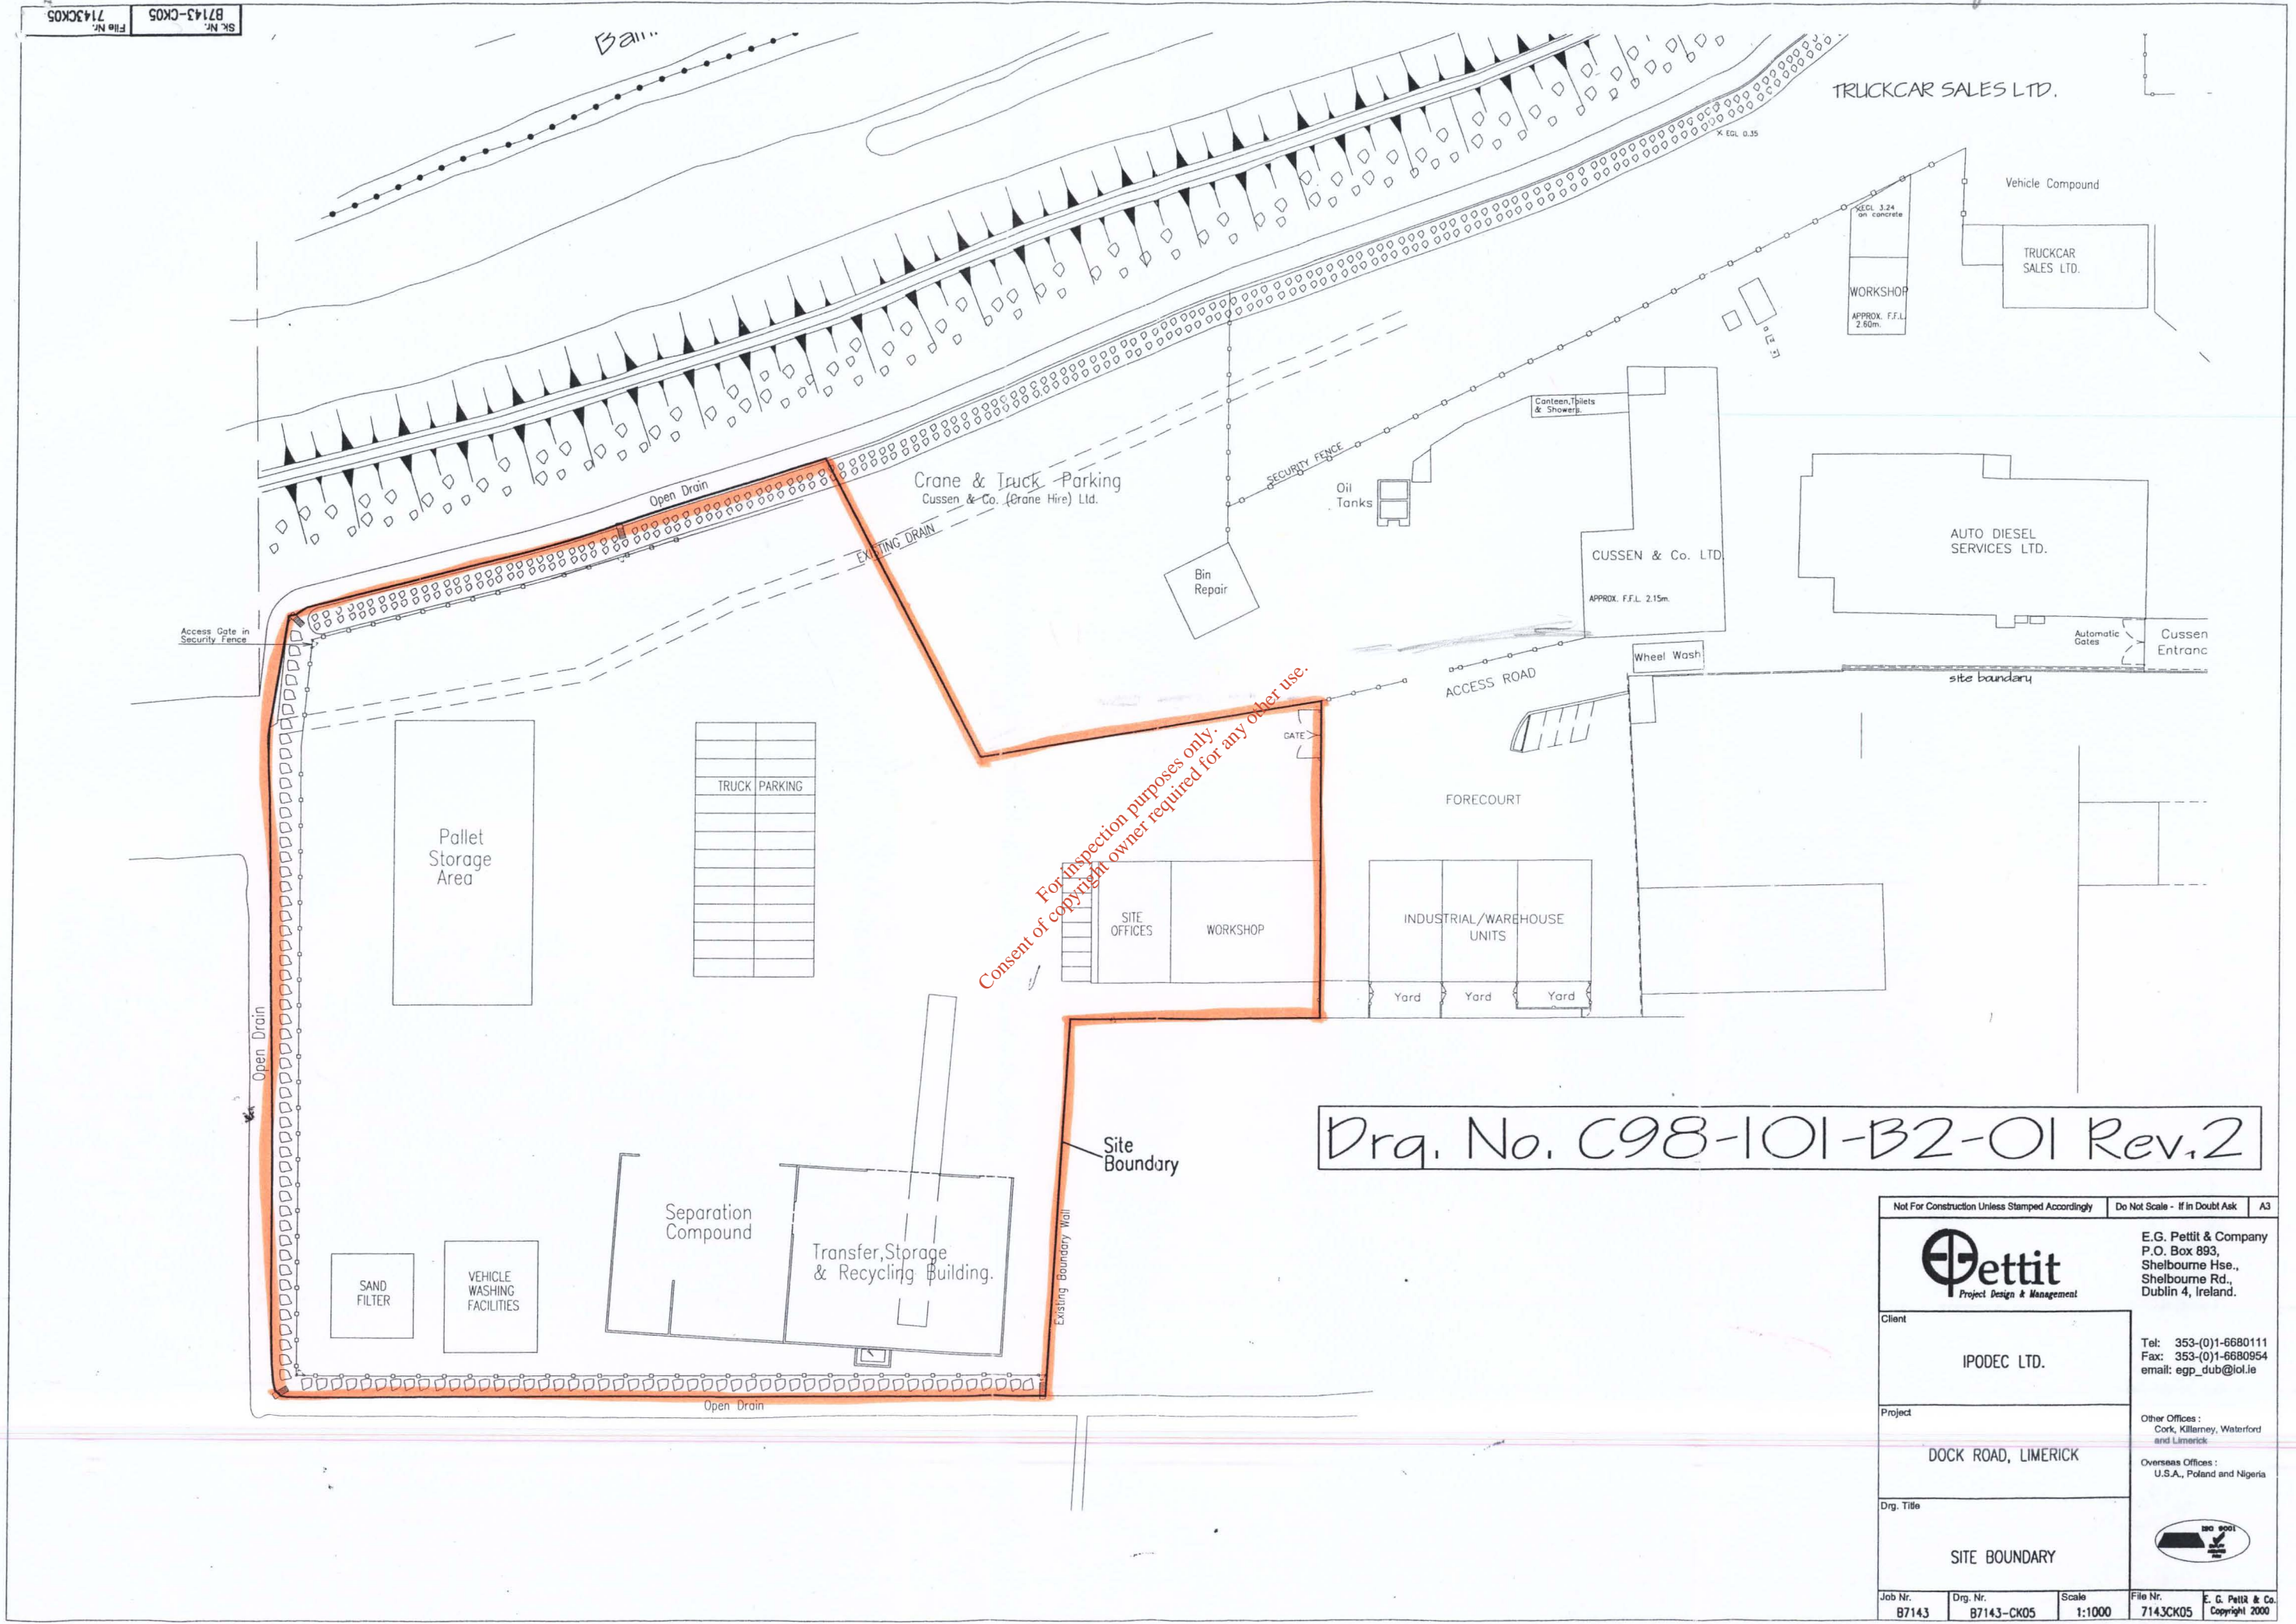 Sk. Nr.
B7143-CK05
File Nr.
7143CK05
TRUCKCAR SALES LTD.
X EGL 0.35
Vehicle Compound
EGL 3.24
on concrete
TRUCKCAR
SALES LTD.
WORKSHOP
APPROX. F.F.L.
2.60m.
Canteen,Toilets
& Showers.
SECURITY FENCE
Crane & Truck Parking
Cussen & Co. (Crane Hire) Ltd.
Oil
Tanks
Open Drain
EXISTING DRAIN
AUTO DIESEL
SERVICES LTD.
CUSSEN & Co. LTD
APPROX. F.F.L. 2.15m.
Bin
Repair
Access Gate in
Security Fence
Automatic
Gates
Cussen
Entranc
Wheel Wash
ACCESS ROAD
site boundary
GATE
TRUCK PARKING
FORECOURT
Pallet
Storage
Area
For inspection purposes only.
Consent of copyright owner required for any other use.
SITE
OFFICES
WORKSHOP
INDUSTRIAL/WAREHOUSE
UNITS
Yard
Yard
Yard
Open Drain
Site
Boundary
Existing Boundary Wall
Separation
Compound
Transfer,Storage
& Recycling Building.
SAND
FILTER
VEHICLE
WASHING
FACILITIES
Open Drain
Drg. No. C98-101-B2-01 Rev.2
Not For Construction Unless Stamped Accordingly
Do Not Scale - If in Doubt Ask
A3
Pettit
Project Design & Management
E.G. Pettit & Company
P.O. Box 893,
Shelbourne Hse.,
Shelbourne Rd.,
Dublin 4, Ireland.
Client
IPODEC LTD.
Tel: 353-(0)1-6680111
Fax: 353-(0)1-6680954
email: egp_dub@iol.ie
Project
DOCK ROAD, LIMERICK
Other Offices :
Cork, Killarney, Waterford
and Limerick
Overseas Offices :
U.S.A., Poland and Nigeria
Drg. Title
SITE BOUNDARY
ISO 9001
Job Nr.
B7143
Drg. Nr.
B7143-CK05
Scale
1:1000
File Nr.
7143CK05
E. G. Pettit & Co.
Copyright 2000